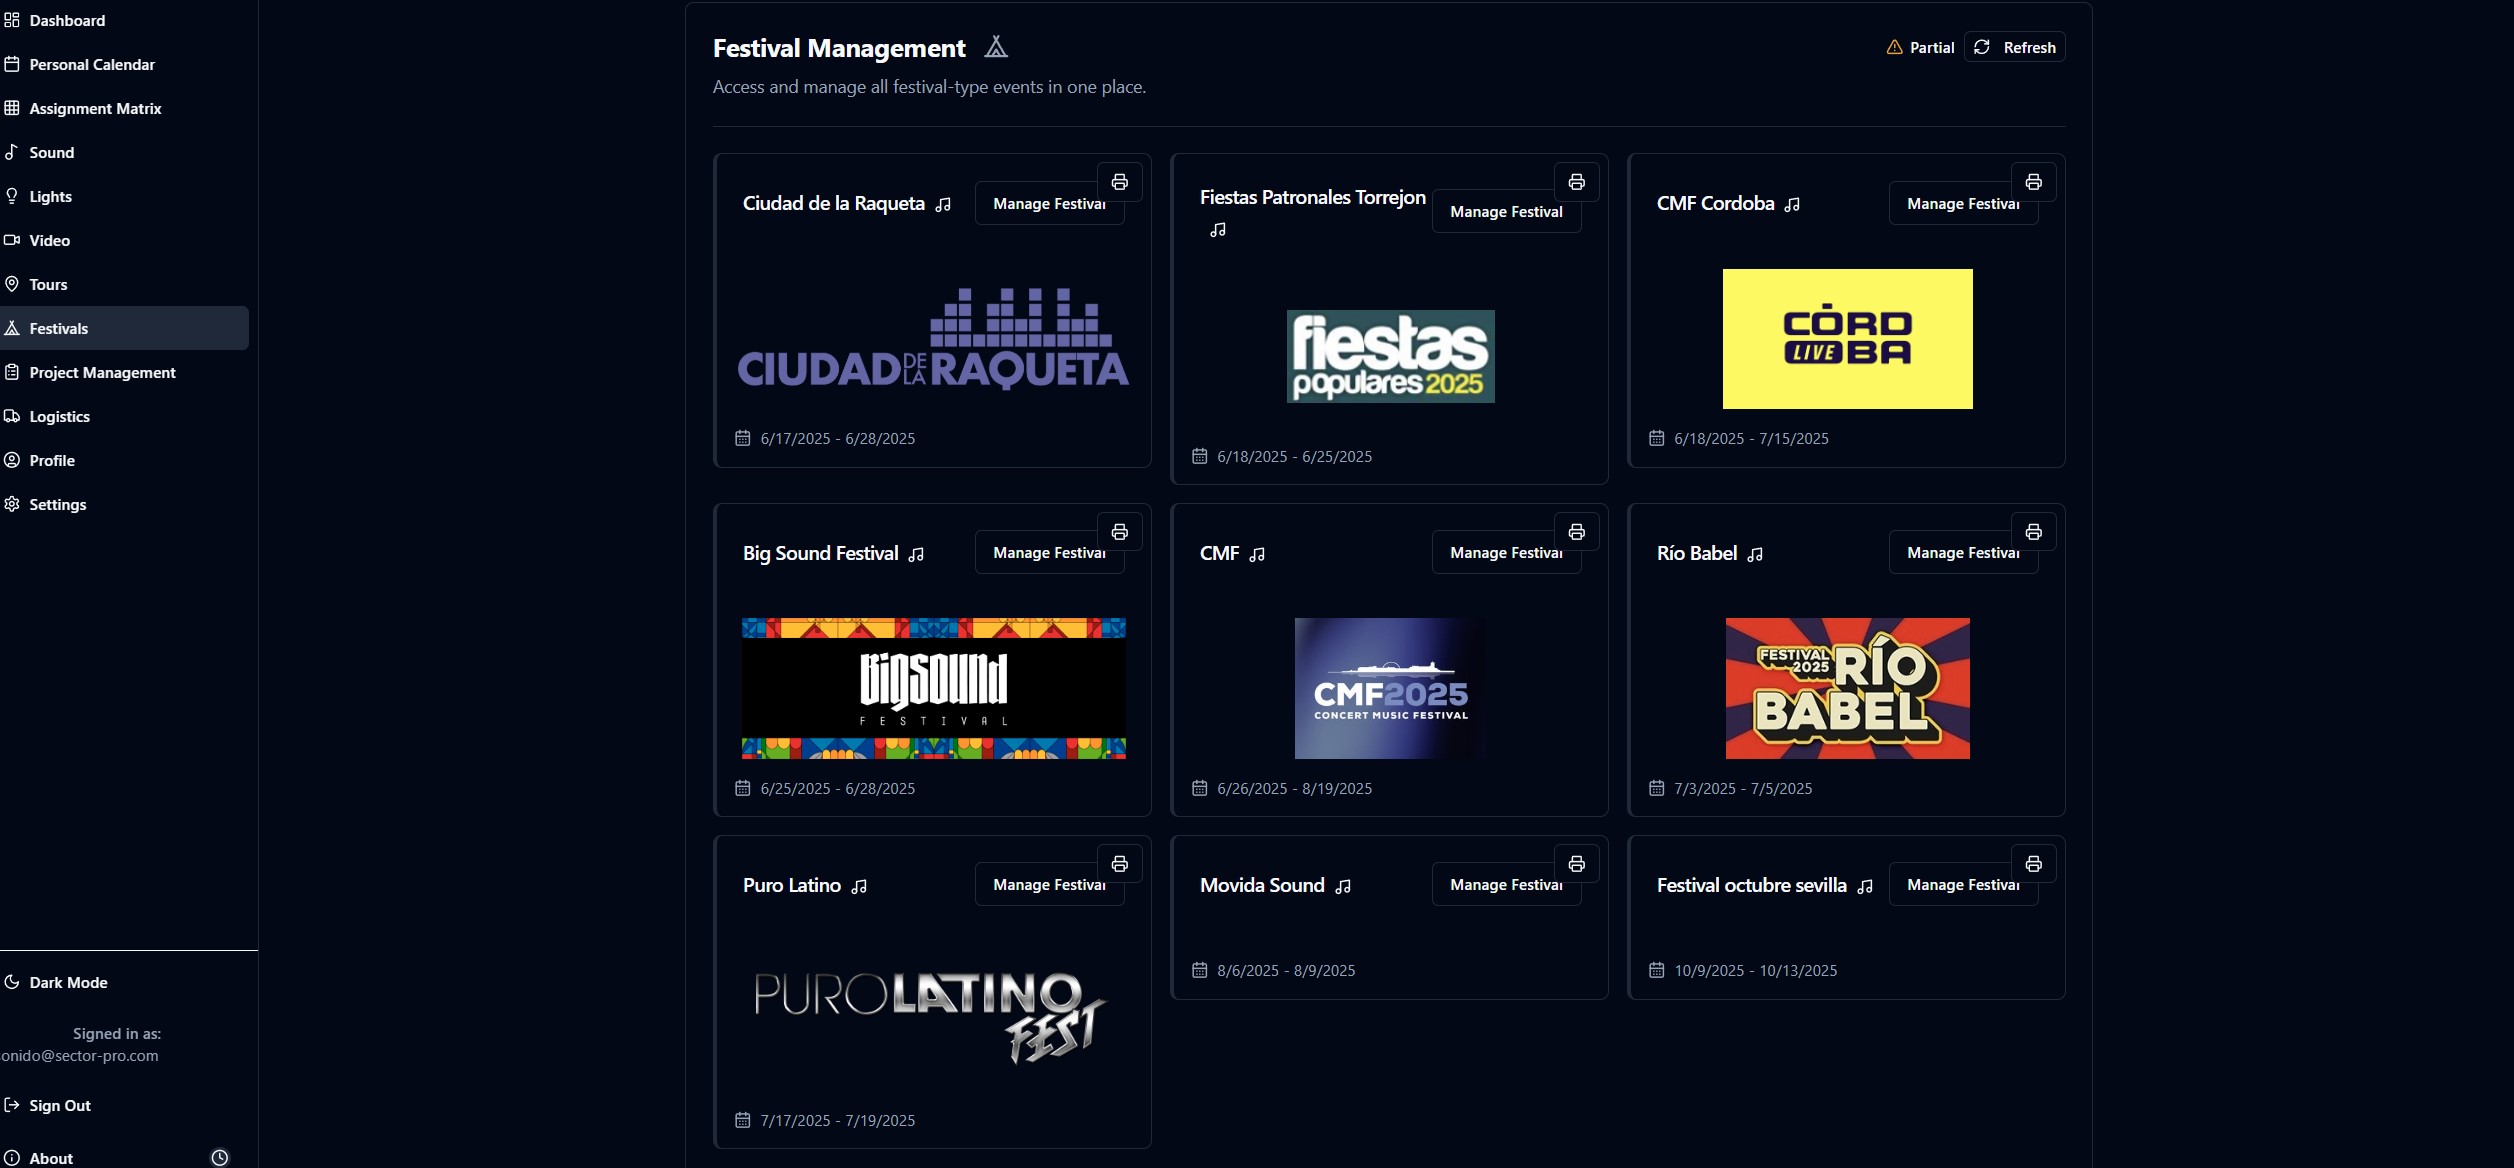 Dashboard
Personal Calendar
Assignment Matrix
Sound
Lights
Video
Tours
Festivals
Project Management
Logistics
Profile
Settings
Dark Mode
Signed in as:
onido@sector-pro.com
Sign Out
About
Festival Management
Access and manage all festival-type events in one place.
Partial
Refresh
Ciudad de la Raqueta
Manage Festival
CIUDAD DE LA RAQUETA
6/17/2025 - 6/28/2025
Fiestas Patronales Torrejon
Manage Festival
fiestas
populares 2025
6/18/2025 - 6/25/2025
CMF Cordoba
Manage Festival
CÓRD
LIVE BA
6/18/2025 - 7/15/2025
Big Sound Festival
Manage Festival
BigSound
FESTIVAL
6/25/2025 - 6/28/2025
CMF
Manage Festival
CMF2025
CONCERT MUSIC FESTIVAL
6/26/2025 - 8/19/2025
Río Babel
Manage Festival
FESTIVAL
2025
RÍO
BABEL
7/3/2025 - 7/5/2025
Puro Latino
Manage Festival
PURO LATINO
FEST
7/17/2025 - 7/19/2025
Movida Sound
Manage Festival
8/6/2025 - 8/9/2025
Festival octubre sevilla
Manage Festival
10/9/2025 - 10/13/2025